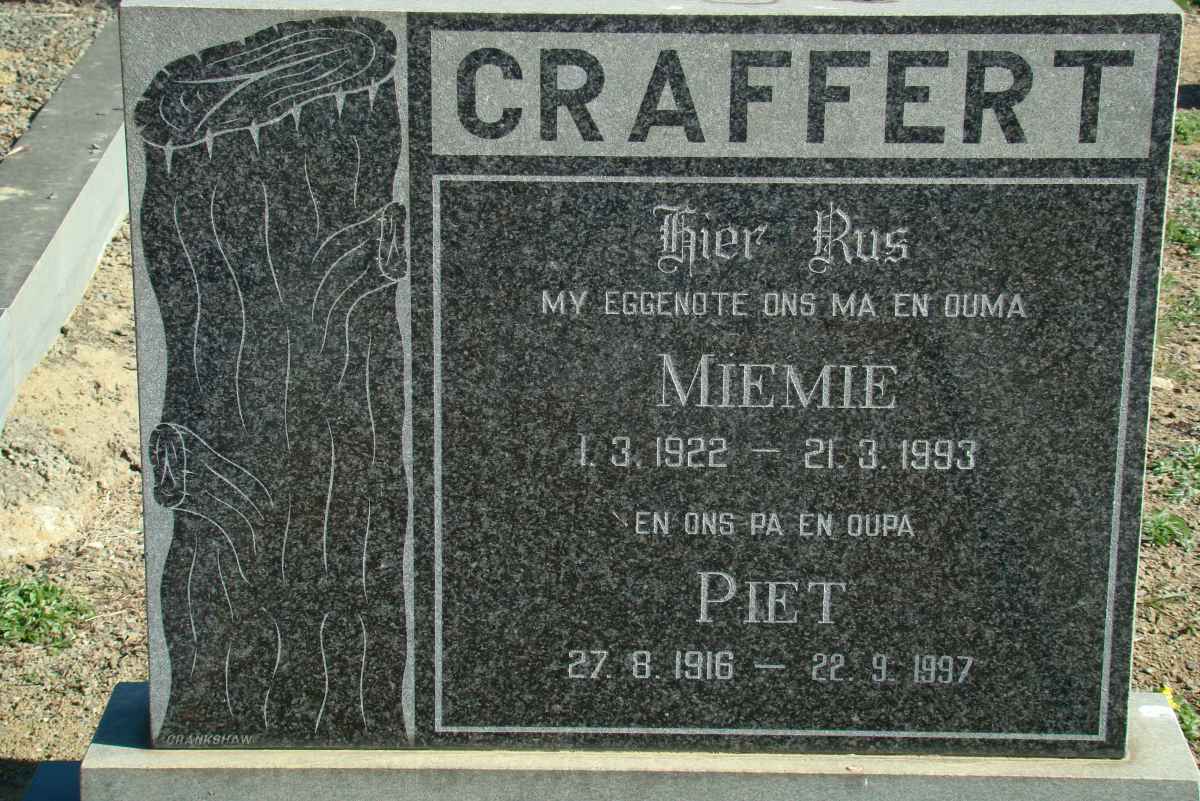 CRAFFERT
Hier Rus
MY EGGENOTE ONS MA EN OUMA
MIEMIE
1. 3. 1922 — 21. 3. 1993
EN ONS PA EN OUPA
PIET
27. 8. 1916 — 22. 9. 1997
CRANKSHAW